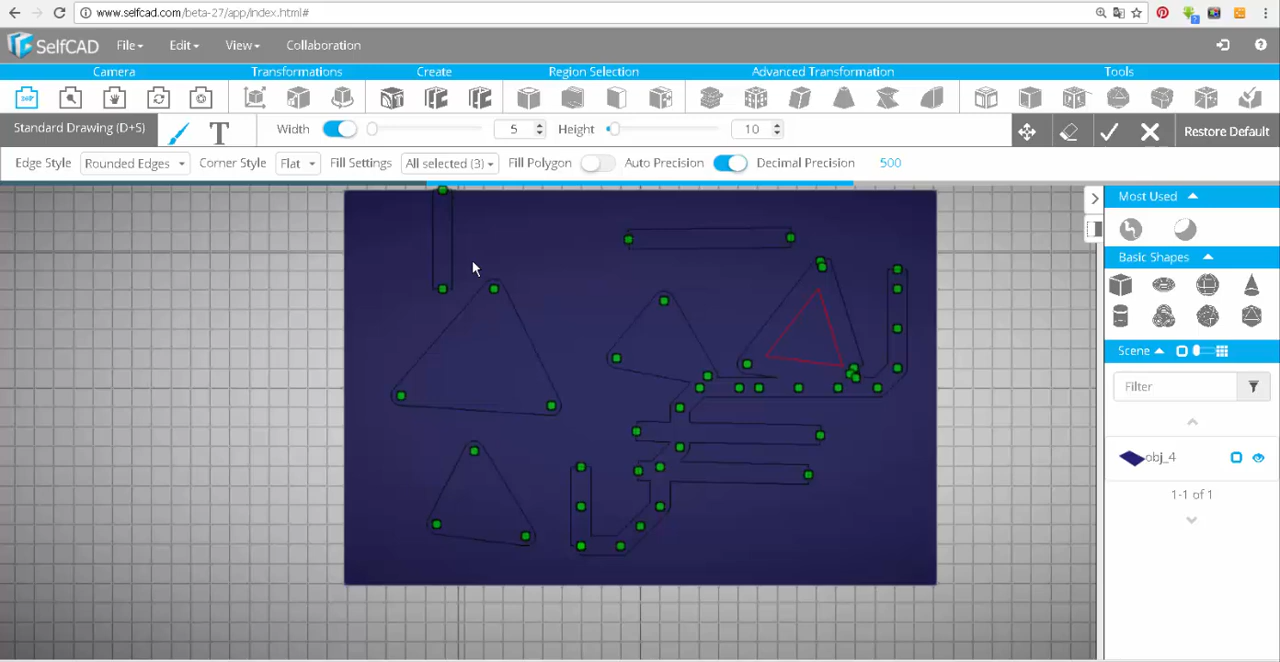 www.selfcad.com/beta-27/app/index.html#
SelfCAD File Edit View Collaboration
Camera Transformations Create Region Selection Advanced Transformation Tools
Standard Drawing (D+S) T Width 5 Height 10 Restore Default
Edge Style Rounded Edges Corner Style Flat Fill Settings All selected (3) Fill Polygon Auto Precision Decimal Precision 500
Most Used
Basic Shapes
Scene
Filter
obj_4
1-1 of 1